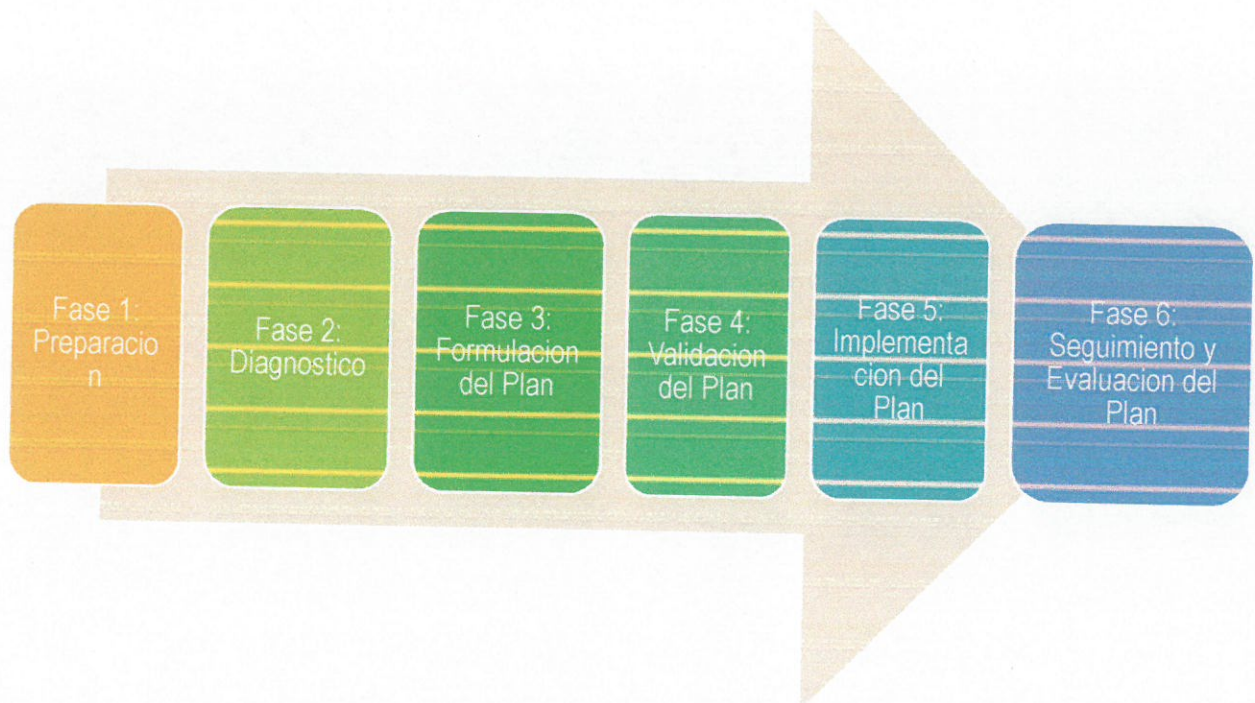 Fase 1:
Preparacio
n
Fase 2:
Diagnostico
Fase 3:
Formulacion
del Plan
Fase 4:
Validacion
del Plan
Fase 5:
Implementa
cion del
Plan
Fase 6:
Seguimiento y
Evaluacion del
Plan